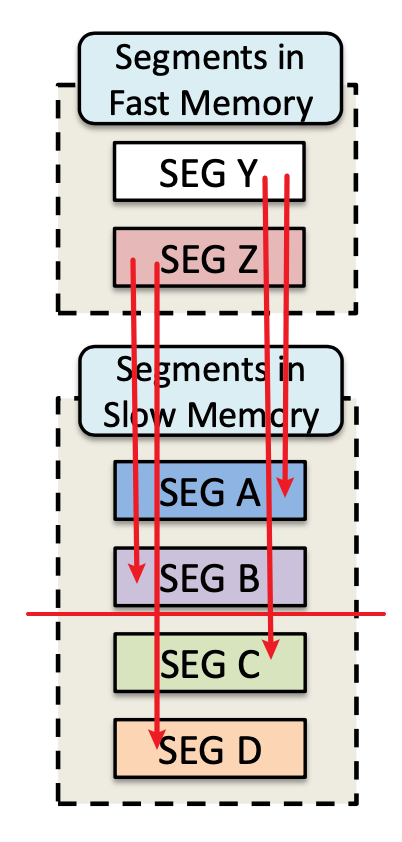 Segments in
Fast Memory
SEG Y
SEG Z
Segments in
Slow Memory
SEG A
SEG B
SEG C
SEG D